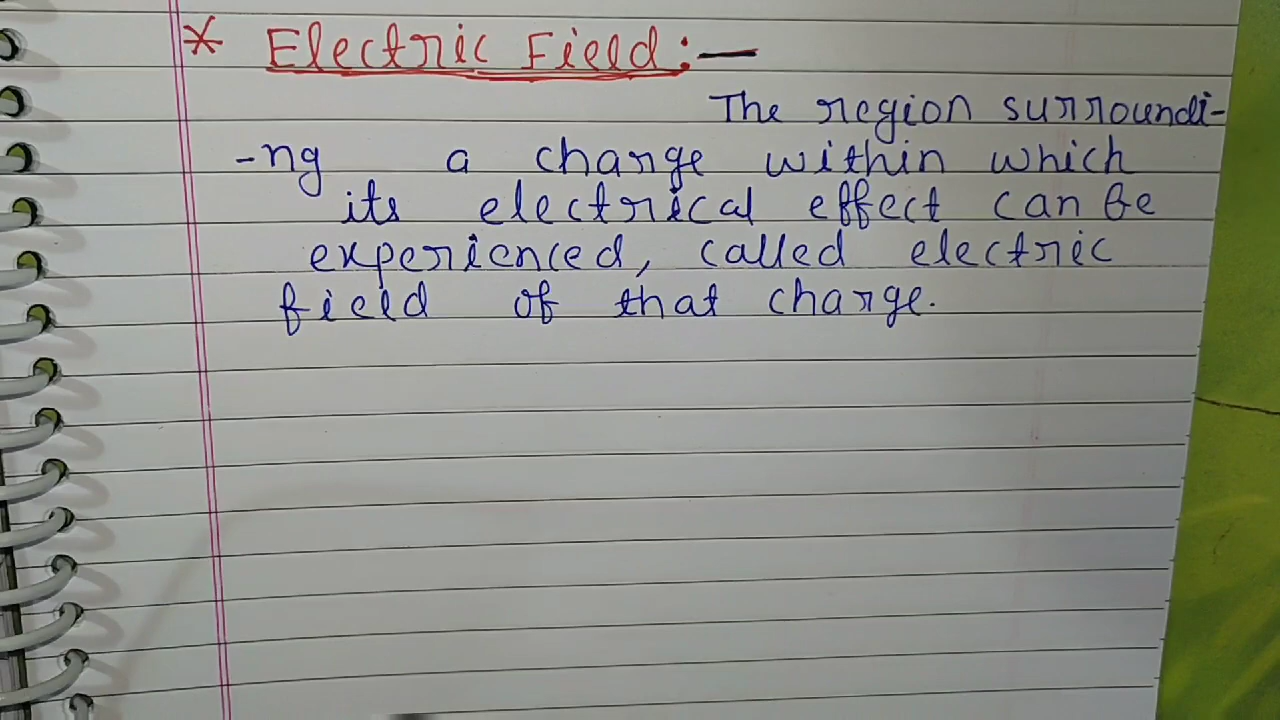 * Electric Field:—
The region surroundi-
-ng a charge within which
its electrical effect can be
experienced, called electric
field of that charge.